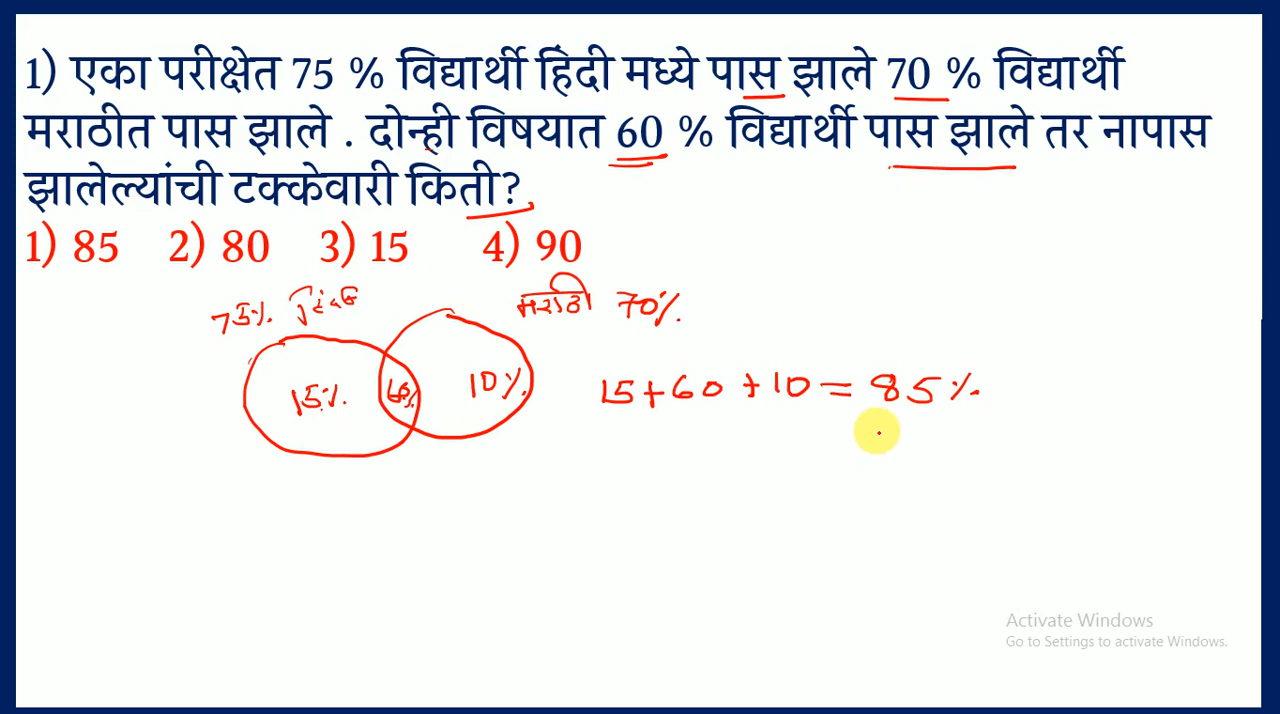 1) एका परीक्षेत 75 % विद्यार्थी हिंदी मध्ये पास झाले 70 % विद्यार्थी
मराठीत पास झाले . दोन्ही विषयात 60 % विद्यार्थी पास झाले तर नापास
झालेल्यांची टक्केवारी किती?
1) 85 2) 80 3) 15 4) 90
75% मराठी 70%
15% 60% 10% 15+60+10=85%
Activate Windows
Go to Settings to activate Windows.